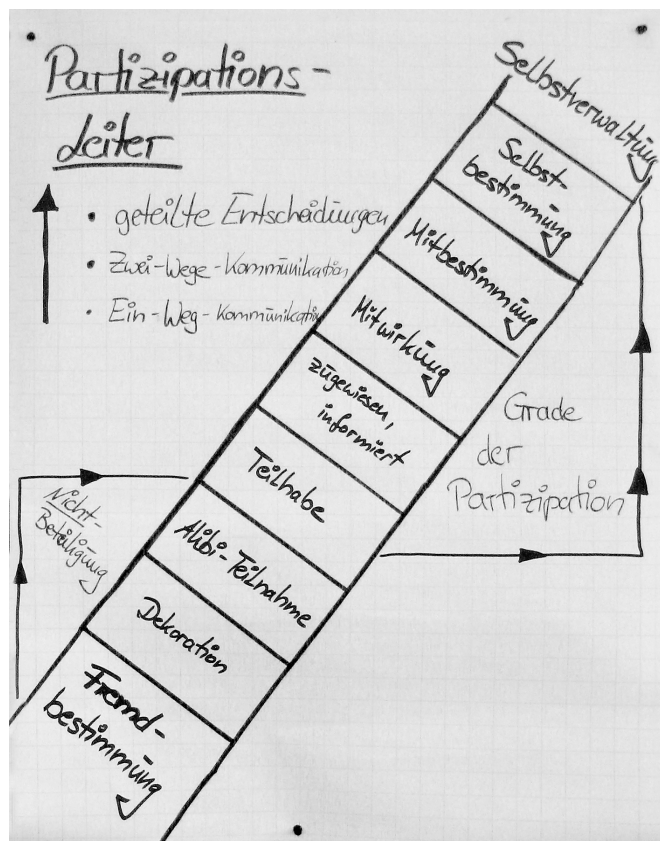 Partizipations-
Leiter
• geteilte Entscheidungen
• Zwei-Wege-Kommunikation
• Ein-Weg-Kommunikation
Selbstverwaltung
Selbst-
bestimmung
Mitbestimmung
Mitwirkung
zugewiesen,
informiert
Teilhabe
Alibi-Teilnahme
Dekoration
Fremd-
bestimmung
Grade
der
Partizipation
Nicht-
Beteiligung